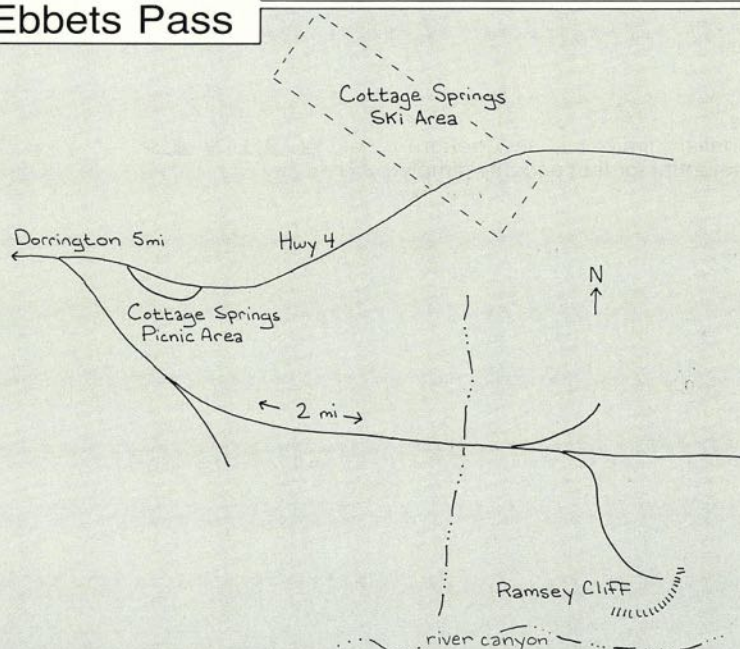 Ebbets Pass
Cottage Springs
Ski Area
Dorrington 5mi
Hwy 4
N
Cottage Springs
Picnic Area
2 mi
Ramsey Cliff
river canyon